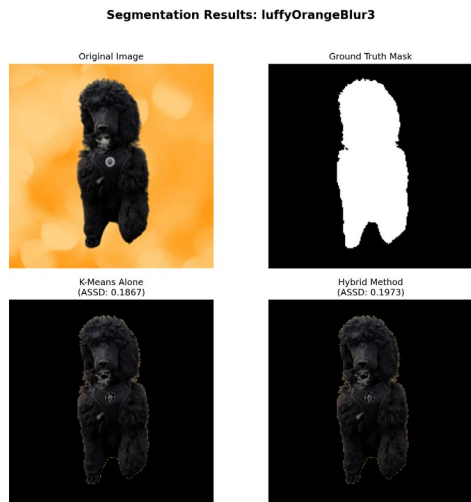 Segmentation Results: luffyOrangeBlur3
Original Image
Ground Truth Mask
K-Means Alone
(ASSD: 0.1867)
Hybrid Method
(ASSD: 0.1973)